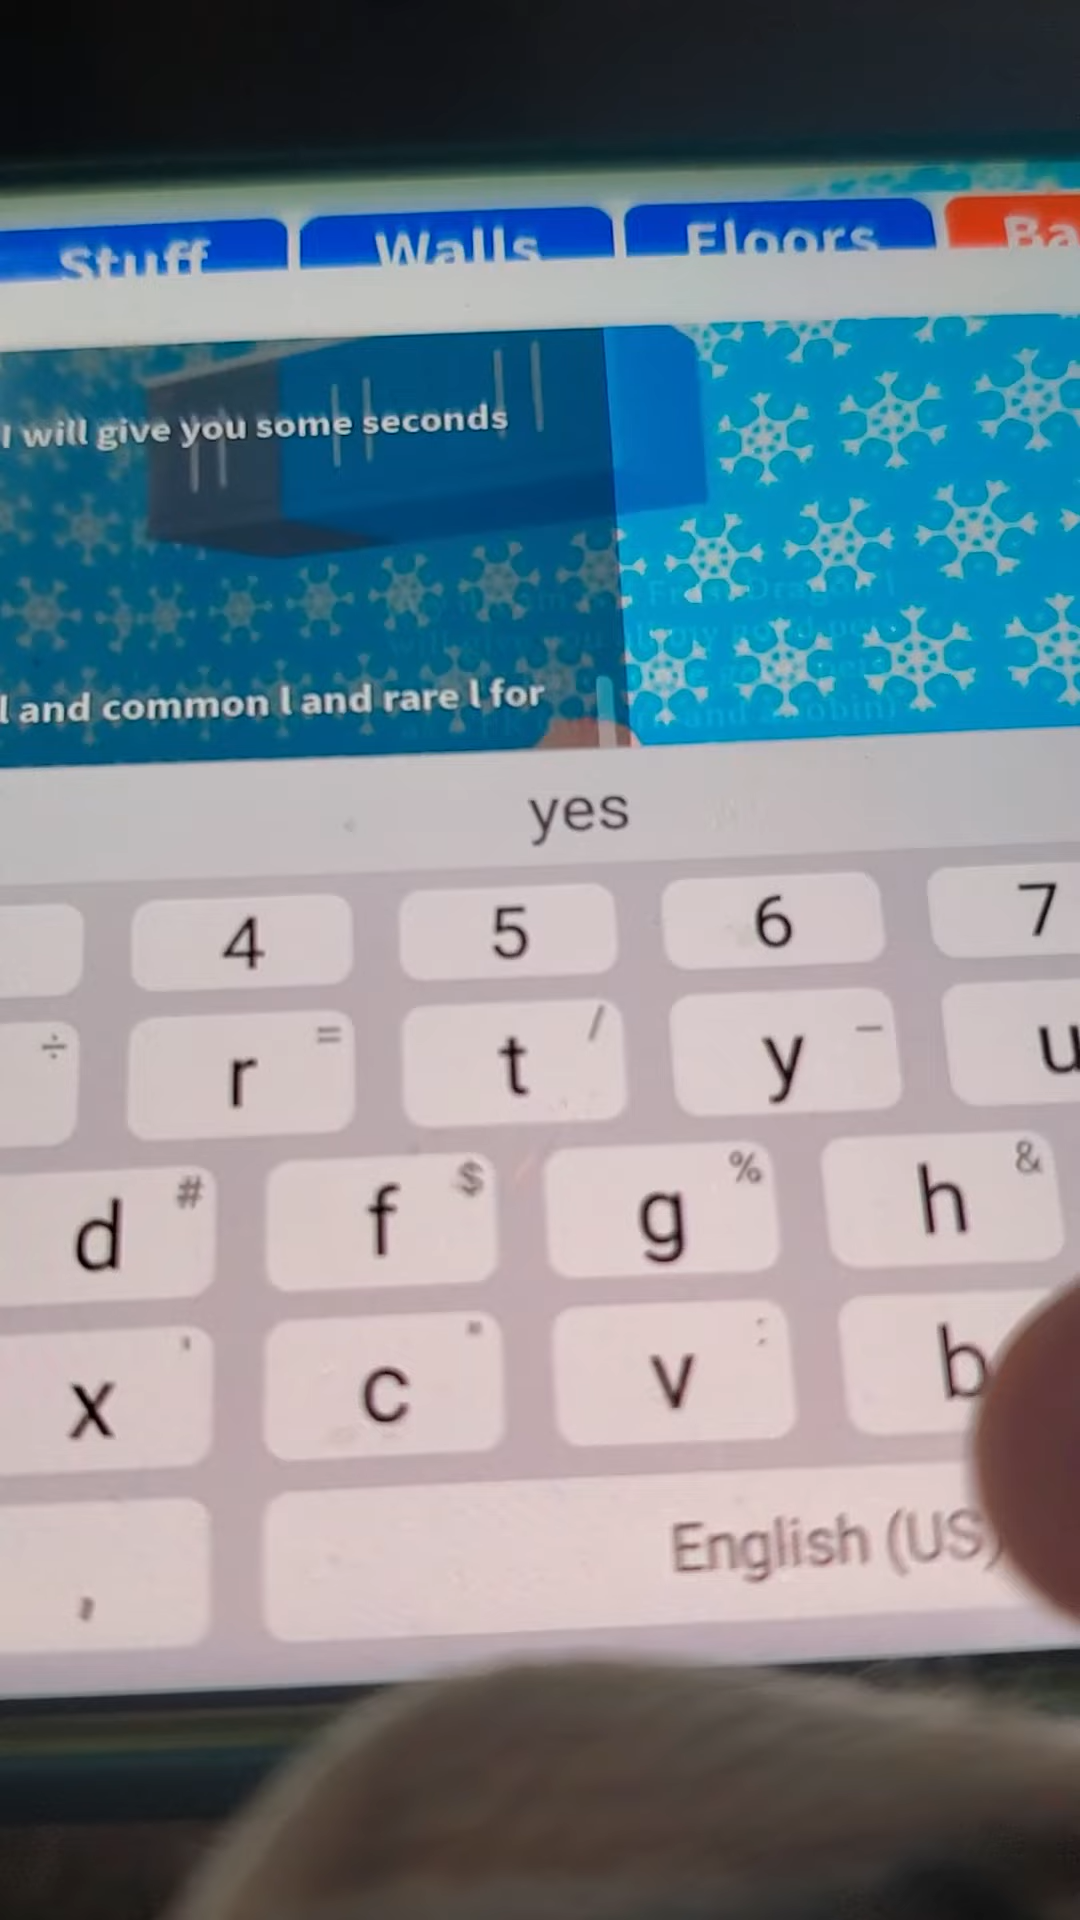 Stuff Walls Floors Ba
I will give you some seconds
l and common l and rare l for
yes
4 5 6 7
÷ r = t / y – u
d # f $ g % h &
x ' c " v : b
, English (US)